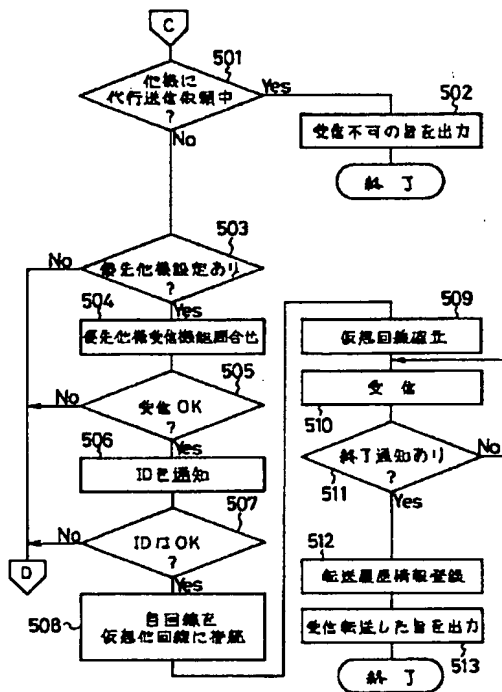 C
501
他機に
代行送信依頼中
?
Yes
No
502
受信不可の旨を出力
終了
503
優先他機設定あり
?
No
Yes
504
優先他機受信機能問合せ
505
受信OK
?
No
Yes
506
IDを通知
507
IDはOK
?
No
Yes
D
508
自回線を
仮想他回線に接続
509
仮想回線確立
受信
510
終了通知あり
?
No
511
Yes
512
転送履歴情報登録
受信転送した旨を出力
513
終了